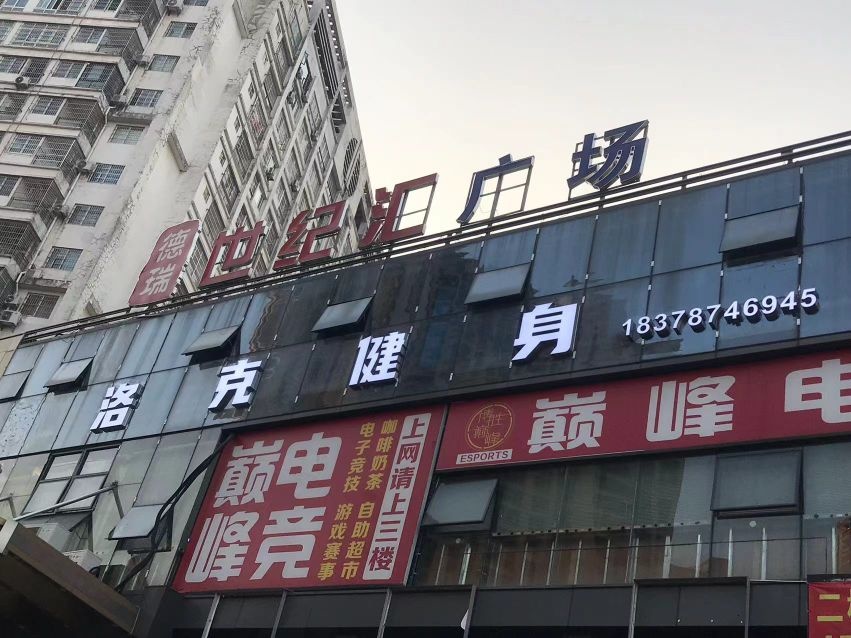 德瑞
世纪汇广场
洛克健身 18378746945
巅峰电
ESPORTS
巅峰
电竞
咖啡奶茶 自助超市
电子竞技 游戏赛事
上网请上三楼
二